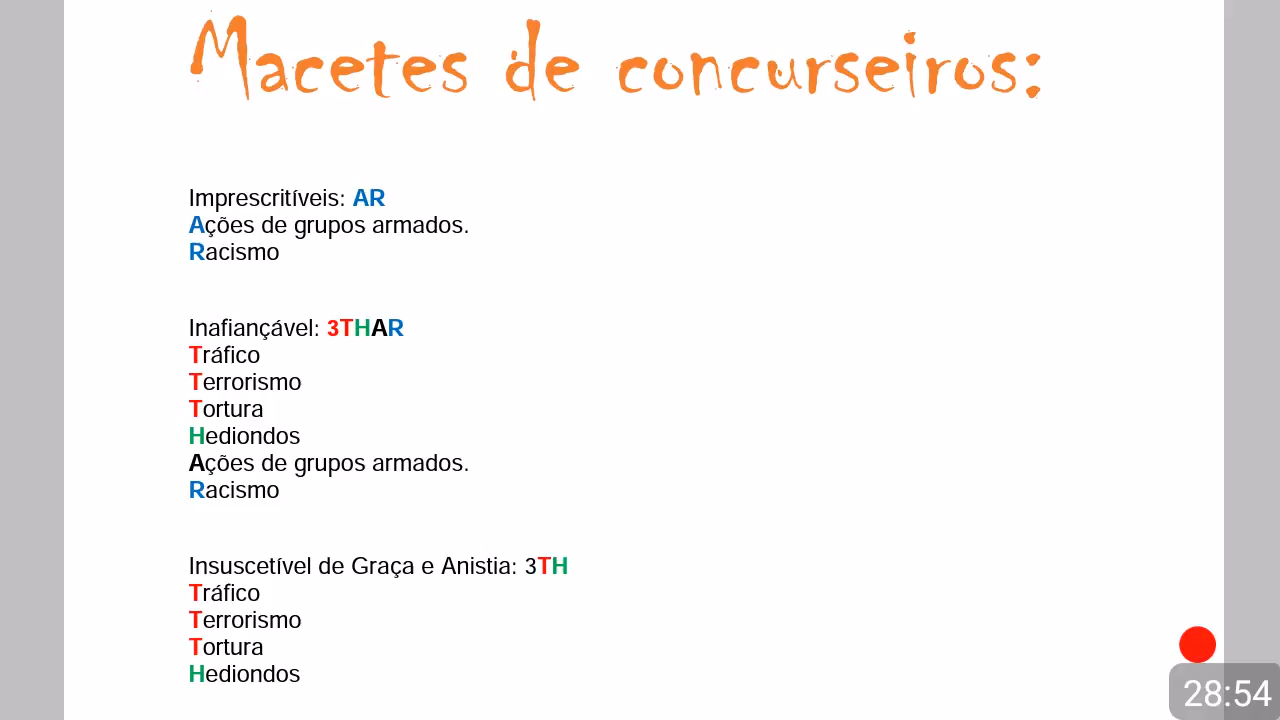 Macetes de concurseiros:
Imprescritíveis: AR
Ações de grupos armados.
Racismo
Inafiançável: 3THAR
Tráfico
Terrorismo
Tortura
Hediondos
Ações de grupos armados.
Racismo
Insuscetível de Graça e Anistia: 3TH
Tráfico
Terrorismo
Tortura
Hediondos
28:54